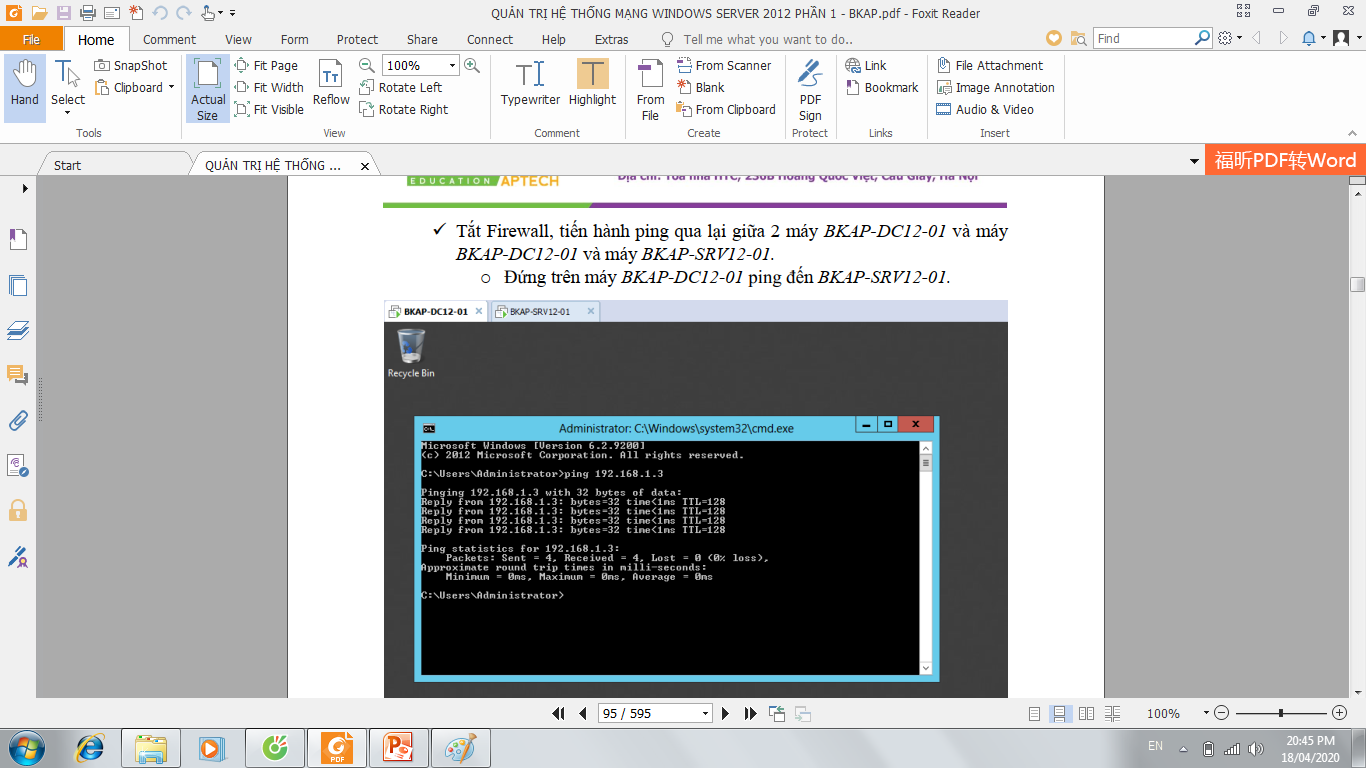 QUẢN TRỊ HỆ THỐNG MẠNG WINDOWS SERVER 2012 PHẦN 1 - BKAP.pdf - Foxit Reader
File Home Comment View Form Protect Share Connect Help Extras Tell me what you want to do.. Find
Hand
Select
SnapShot
Clipboard
Tools
Actual Size
Fit Page
Fit Width
Fit Visible
Reflow
100%
Rotate Left
Rotate Right
View
Typewriter
Highlight
Comment
From File
From Scanner
Blank
From Clipboard
Create
PDF Sign
Protect
Link
Bookmark
Links
File Attachment
Image Annotation
Audio & Video
Insert
Start
QUẢN TRỊ HỆ THỐNG ...
福昕PDF转Word
EDUCATION APTECH
Địa chỉ: Tòa nhà HTC, 236B Hoàng Quốc Việt, Cầu Giấy, Hà Nội
✓ Tắt Firewall, tiến hành ping qua lại giữa 2 máy BKAP-DC12-01 và máy
BKAP-DC12-01 và máy BKAP-SRV12-01.
o Đứng trên máy BKAP-DC12-01 ping đến BKAP-SRV12-01.
BKAP-DC12-01 BKAP-SRV12-01
Recycle Bin
Administrator: C:\Windows\system32\cmd.exe
Microsoft Windows [Version 6.2.9200]
(c) 2012 Microsoft Corporation. All rights reserved.
C:\Users\Administrator>ping 192.168.1.3
Pinging 192.168.1.3 with 32 bytes of data:
Reply from 192.168.1.3: bytes=32 time<1ms TTL=128
Reply from 192.168.1.3: bytes=32 time<1ms TTL=128
Reply from 192.168.1.3: bytes=32 time<1ms TTL=128
Reply from 192.168.1.3: bytes=32 time<1ms TTL=128
Ping statistics for 192.168.1.3:
Packets: Sent = 4, Received = 4, Lost = 0 (0% loss),
Approximate round trip times in milli-seconds:
Minimum = 0ms, Maximum = 0ms, Average = 0ms
C:\Users\Administrator>
95 / 595
100%
EN
20:45 PM
18/04/2020